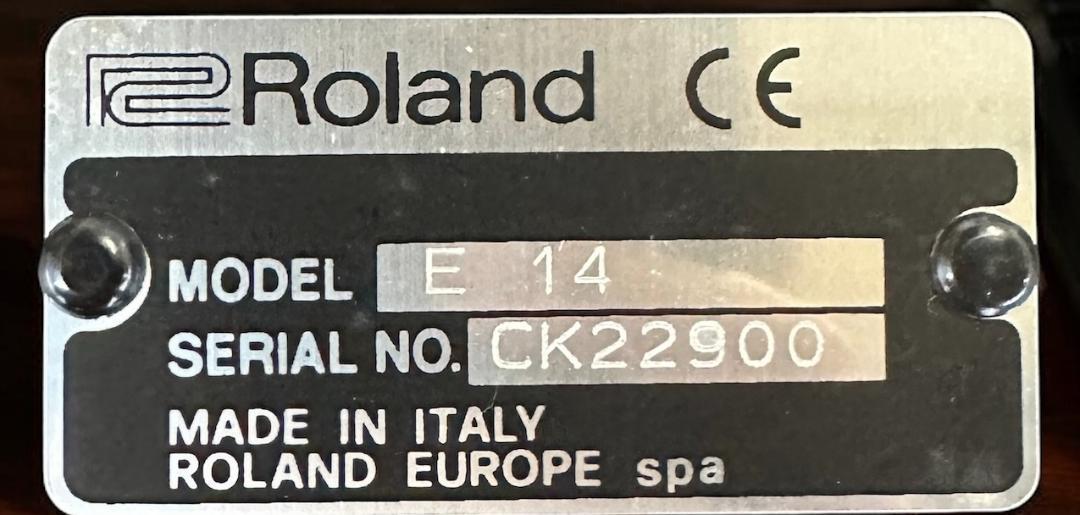 Roland CE
MODEL E 14
SERIAL NO. CK22900
MADE IN ITALY
ROLAND EUROPE spa